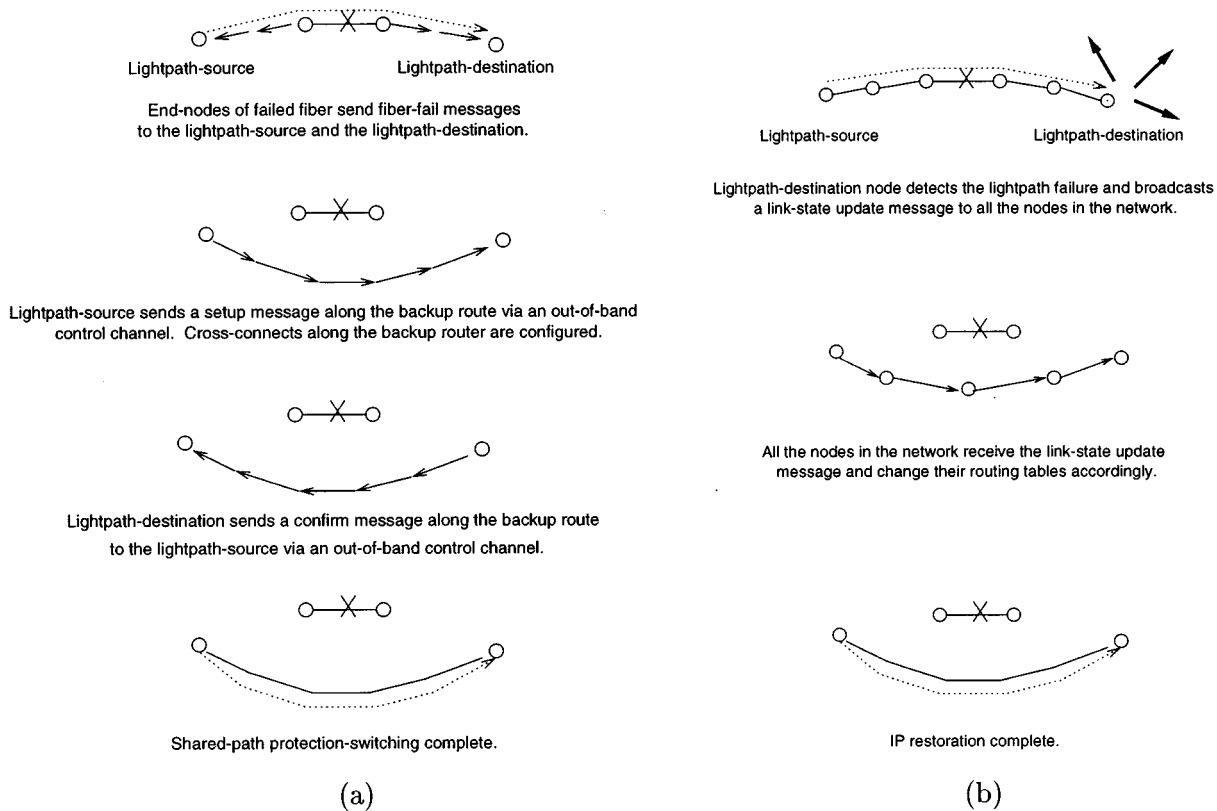 Lightpath-source
Lightpath-destination
End-nodes of failed fiber send fiber-fail messages
to the lightpath-source and the lightpath-destination.
Lightpath-source sends a setup message along the backup route via an out-of-band
control channel. Cross-connects along the backup router are configured.
Lightpath-destination sends a confirm message along the backup route
to the lightpath-source via an out-of-band control channel.
Shared-path protection-switching complete.
(a)
Lightpath-source
Lightpath-destination
Lightpath-destination node detects the lightpath failure and broadcasts
a link-state update message to all the nodes in the network.
All the nodes in the network receive the link-state update
message and change their routing tables accordingly.
IP restoration complete.
(b)